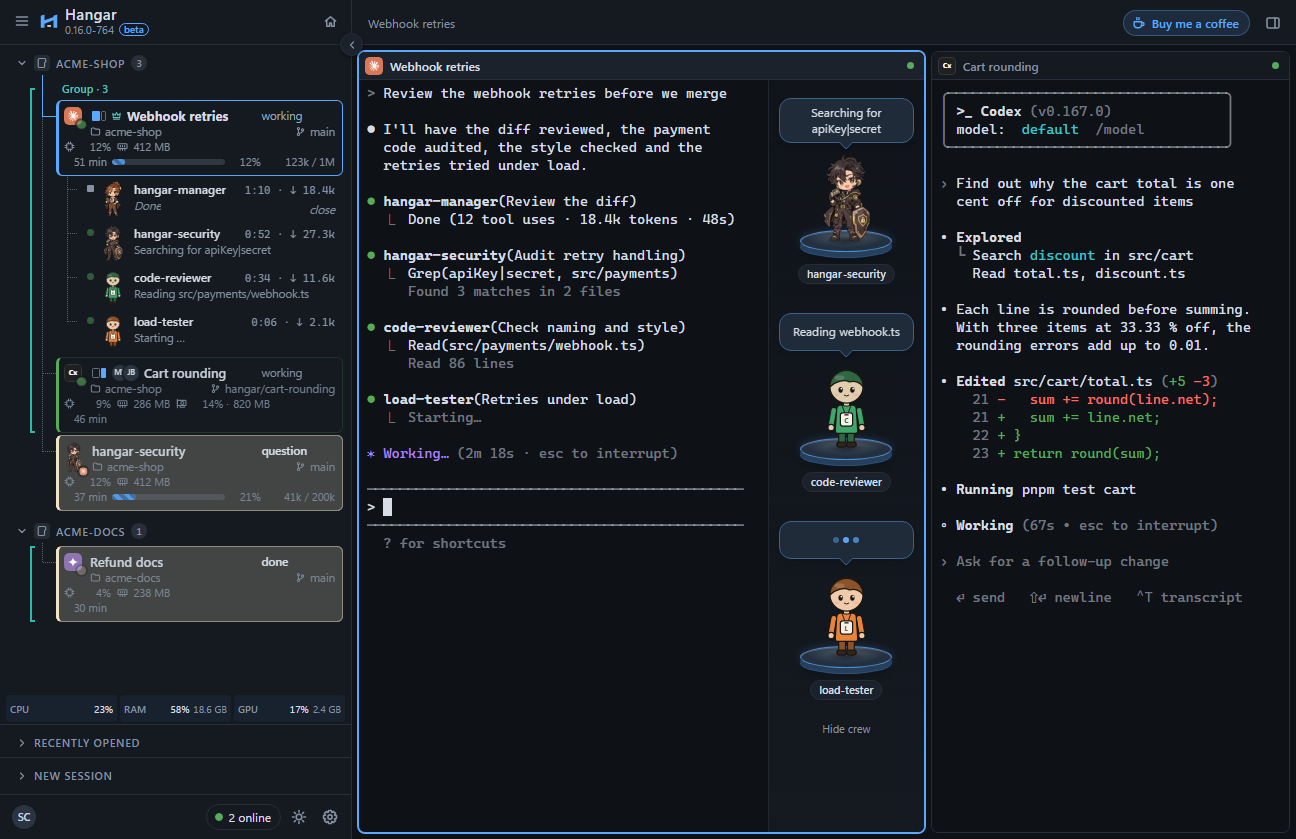 Hangar
0.16.0-764 beta
ACME-SHOP 3
Group · 3
Webhook retries working
acme-shop main
12% 412 MB
51 min 12% 123k / 1M
hangar-manager 1:10 · ↓ 18.4k
Done close
hangar-security 0:52 · ↓ 27.3k
Searching for apiKey|secret
code-reviewer 0:34 · ↓ 11.6k
Reading src/payments/webhook.ts
load-tester 0:06 · ↓ 2.1k
Starting ...
Cx M JB Cart rounding working
acme-shop hangar/cart-rounding
9% 286 MB 14% · 820 MB
46 min
hangar-security question
acme-shop main
12% 412 MB
37 min 21% 41k / 200k
ACME-DOCS 1
Refund docs done
acme-docs main
4% 238 MB
30 min
CPU 23% RAM 58% 18.6 GB GPU 17% 2.4 GB
RECENTLY OPENED
NEW SESSION
SC 2 online
Webhook retries
Buy me a coffee
Webhook retries
> Review the webhook retries before we merge
● I'll have the diff reviewed, the payment
code audited, the style checked and the
retries tried under load.
● hangar-manager(Review the diff)
└ Done (12 tool uses · 18.4k tokens · 48s)
● hangar-security(Audit retry handling)
└ Grep(apiKey|secret, src/payments)
Found 3 matches in 2 files
● code-reviewer(Check naming and style)
└ Read(src/payments/webhook.ts)
Read 86 lines
● load-tester(Retries under load)
└ Starting…
* Working… (2m 18s · esc to interrupt)
>
? for shortcuts
Searching for
apiKey|secret
hangar-security
Reading webhook.ts
C
code-reviewer
L
load-tester
Hide crew
Cx Cart rounding
>_ Codex (v0.167.0)
model: default /model
› Find out why the cart total is one
cent off for discounted items
• Explored
└ Search discount in src/cart
Read total.ts, discount.ts
• Each line is rounded before summing.
With three items at 33.33 % off, the
rounding errors add up to 0.01.
• Edited src/cart/total.ts (+5 −3)
21 − sum += round(line.net);
21 + sum += line.net;
22 + }
23 + return round(sum);
• Running pnpm test cart
◦ Working (67s • esc to interrupt)
› Ask for a follow-up change
↵ send ⇧↵ newline ^T transcript